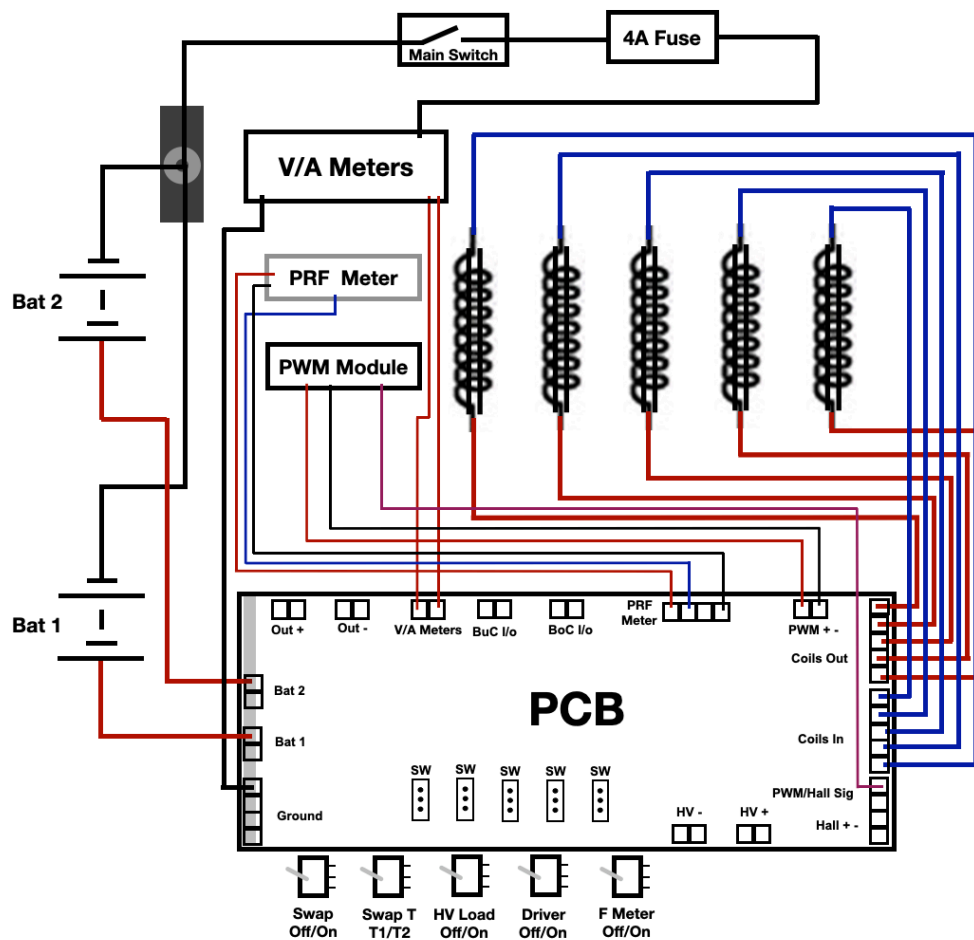 Main Switch
4A Fuse
V/A Meters
PRF Meter
Bat 2
PWM Module
Bat 1
Out +
Out -
V/A Meters
BuC I/o
BoC I/o
PRF
Meter
PWM + -
Coils Out
Bat 2
PCB
Bat 1
Coils In
SW
SW
SW
SW
SW
PWM/Hall Sig
Ground
HV -
HV +
Hall + -
Swap
Off/On
Swap T
T1/T2
HV Load
Off/On
Driver
Off/On
F Meter
Off/On